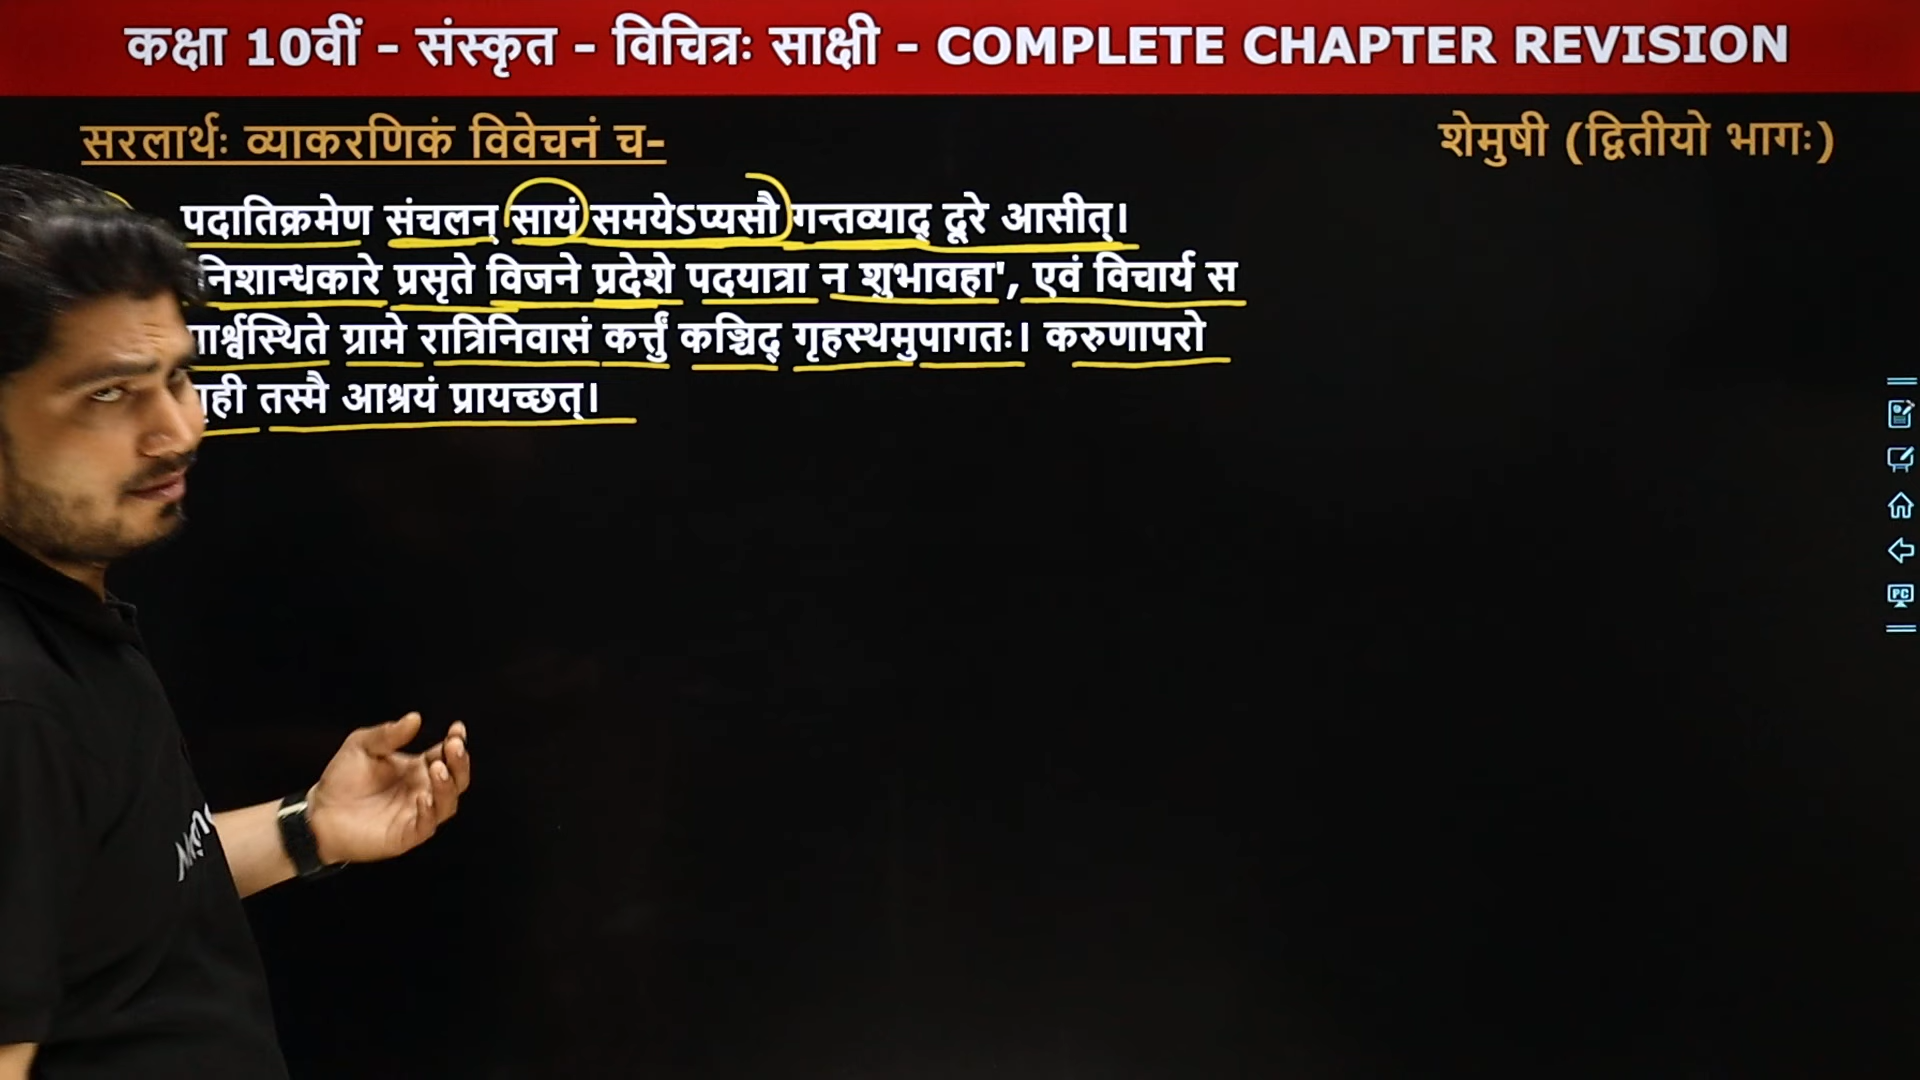 कक्षा 10वीं - संस्कृत - विचित्रः साक्षी - COMPLETE CHAPTER REVISION
सरलार्थः व्याकरणिकं विवेचनं च-
शेमुषी (द्वितीयो भागः)
पदातिक्रमेण संचलन् सायं समयेऽप्यसौ गन्तव्याद् दूरे आसीत्।
निशान्धकारे प्रसृते विजने प्रदेशे पदयात्रा न शुभावहा', एवं विचार्य स
ग्रामे रात्रिनिवासं कर्त्तुं कञ्चिद् गृहस्थमुपागतः। करुणापरो
तस्मै आश्रयं प्रायच्छत्।
PC